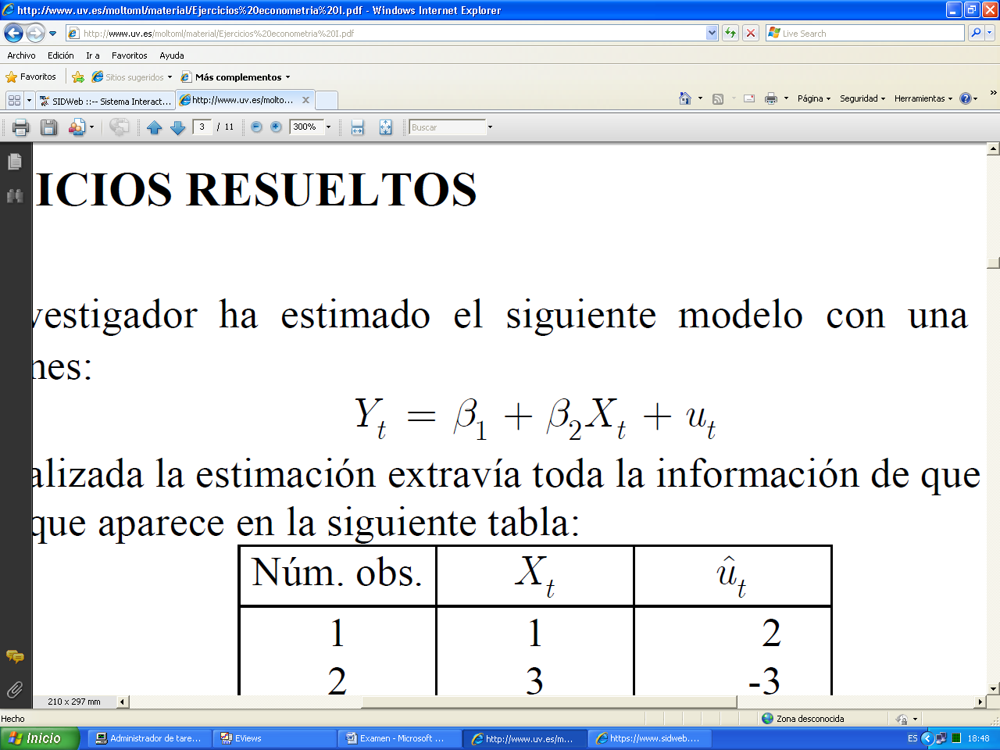 http://www.uv.es/moltoml/material/Ejercicios%20econometria%20I.pdf - Windows Internet Explorer
http://www.uv.es/moltoml/material/Ejercicios%20econometria%20I.pdf
Live Search
Archivo Edición Ir a Favoritos Ayuda
Favoritos Sitios sugeridos Más complementos
SIDWeb ::-- Sistema Interact... http://www.uv.es/molto... Página Seguridad Herramientas »
3 / 11 300% Buscar
ICIOS RESUELTOS
vestigador ha estimado el siguiente modelo con una
nes:
Y_t = β_1 + β_2 X_t + u_t
alizada la estimación extravía toda la información de que
que aparece en la siguiente tabla:
Núm. obs. X_t û_t
1 1 2
2 3 -3
210 x 297 mm
Hecho Zona desconocida
Inicio Administrador de tare... EViews Examen - Microsoft ... http://www.uv.es/m... https://www.sidweb.... ES 18:48